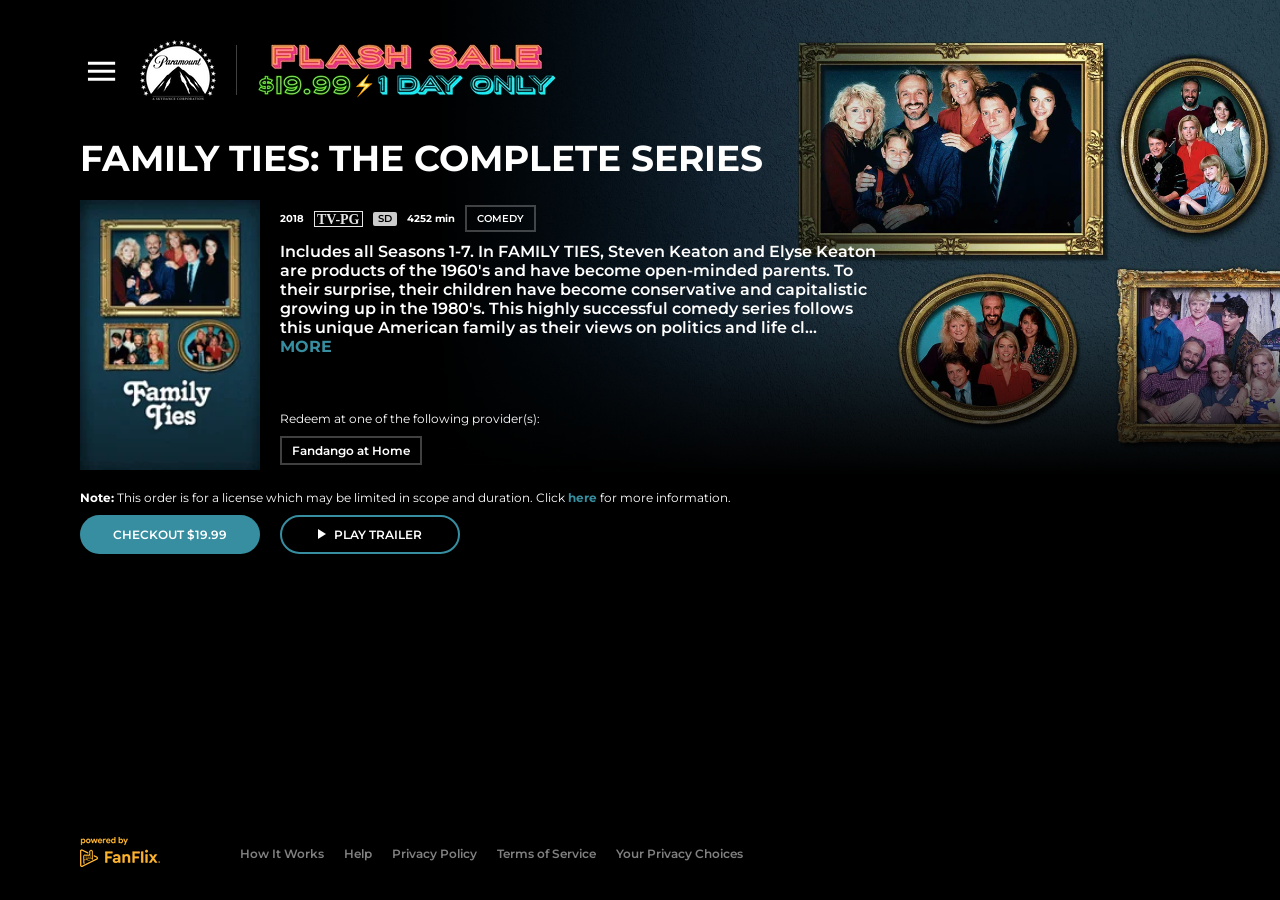 Paramount
A SKYDANCE CORPORATION
FLASH SALE
$19.99⚡1 DAY ONLY
FAMILY TIES: THE COMPLETE SERIES
2018 TV-PG SD 4252 min COMEDY
Includes all Seasons 1-7. In FAMILY TIES, Steven Keaton and Elyse Keaton
are products of the 1960's and have become open-minded parents. To
their surprise, their children have become conservative and capitalistic
growing up in the 1980's. This highly successful comedy series follows
this unique American family as their views on politics and life cl...
MORE
Family
Ties
Redeem at one of the following provider(s):
Fandango at Home
Note: This order is for a license which may be limited in scope and duration. Click here for more information.
CHECKOUT $19.99
PLAY TRAILER
powered by
FanFlix
How It Works Help Privacy Policy Terms of Service Your Privacy Choices